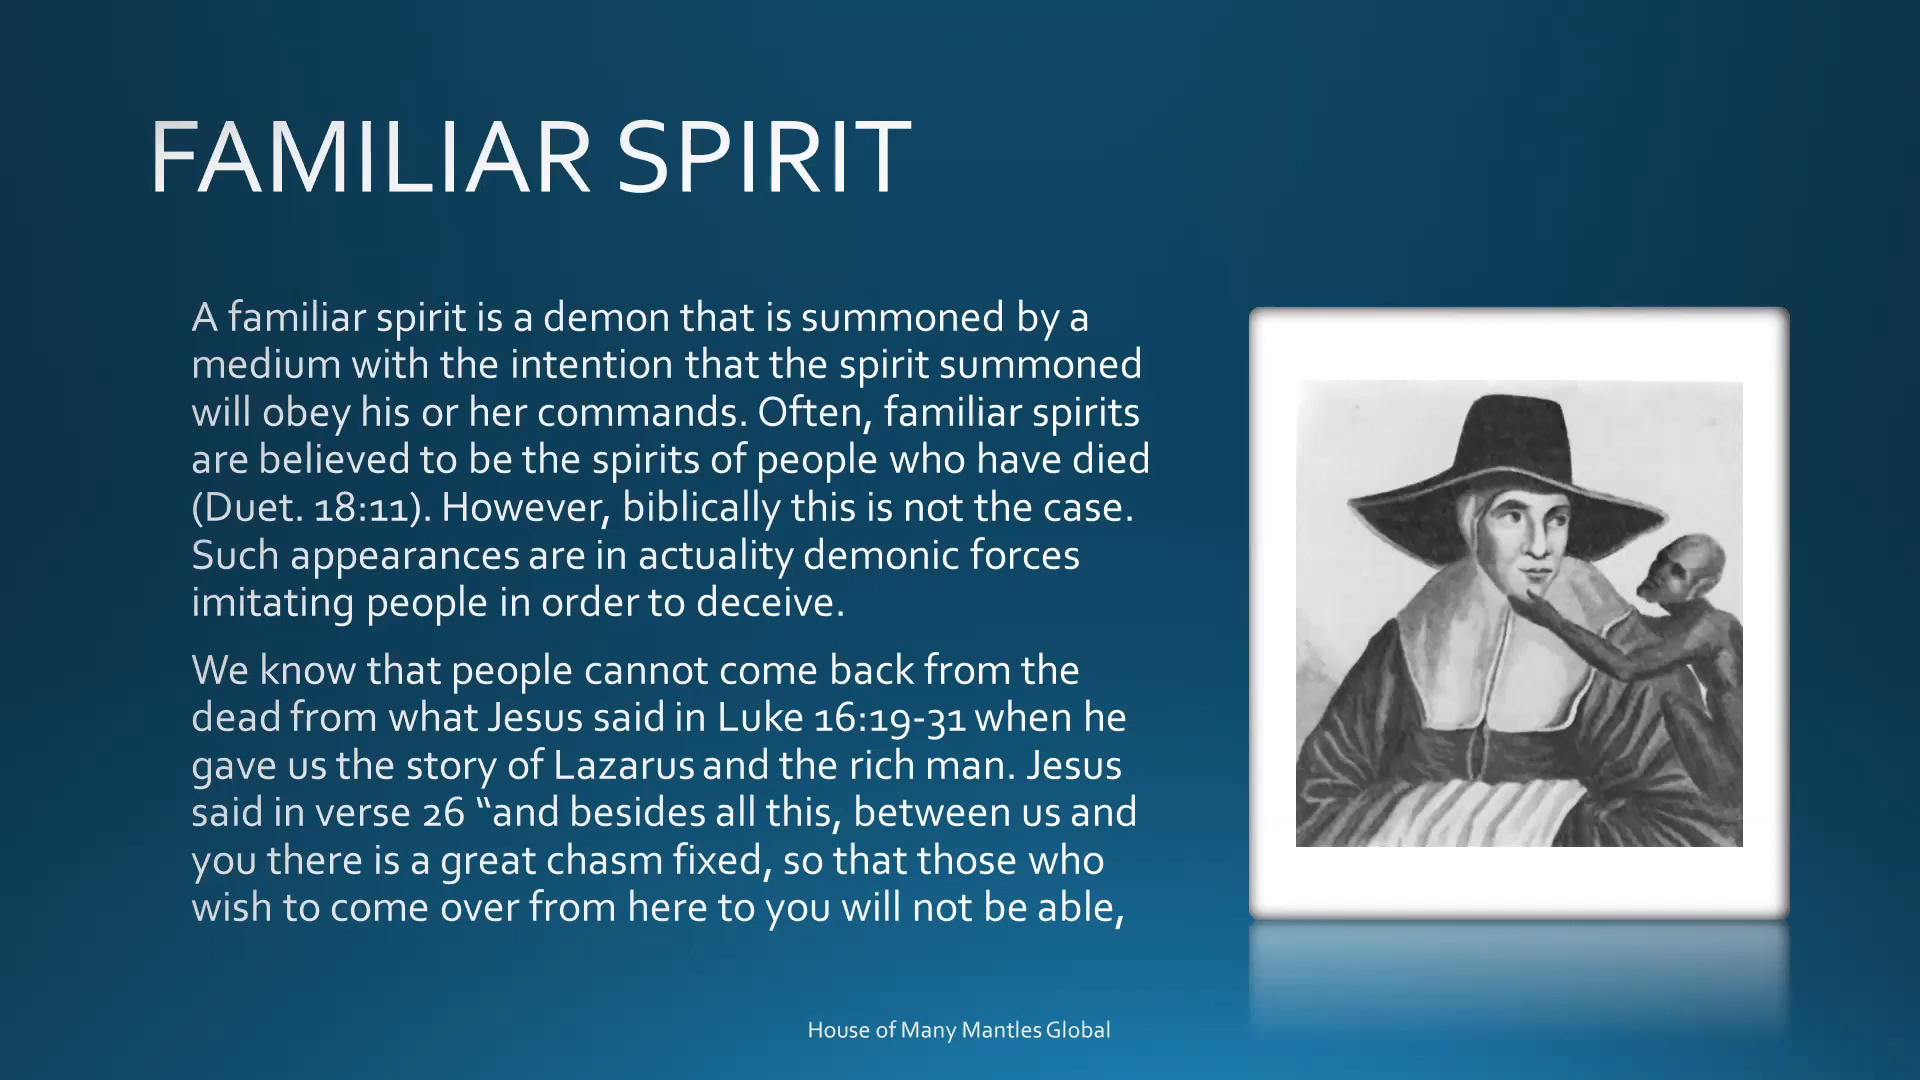 FAMILIAR SPIRIT
A familiar spirit is a demon that is summoned by a
medium with the intention that the spirit summoned
will obey his or her commands. Often, familiar spirits
are believed to be the spirits of people who have died
(Duet. 18:11). However, biblically this is not the case.
Such appearances are in actuality demonic forces
imitating people in order to deceive.
We know that people cannot come back from the
dead from what Jesus said in Luke 16:19-31 when he
gave us the story of Lazarus and the rich man. Jesus
said in verse 26 “and besides all this, between us and
you there is a great chasm fixed, so that those who
wish to come over from here to you will not be able,
House of Many Mantles Global